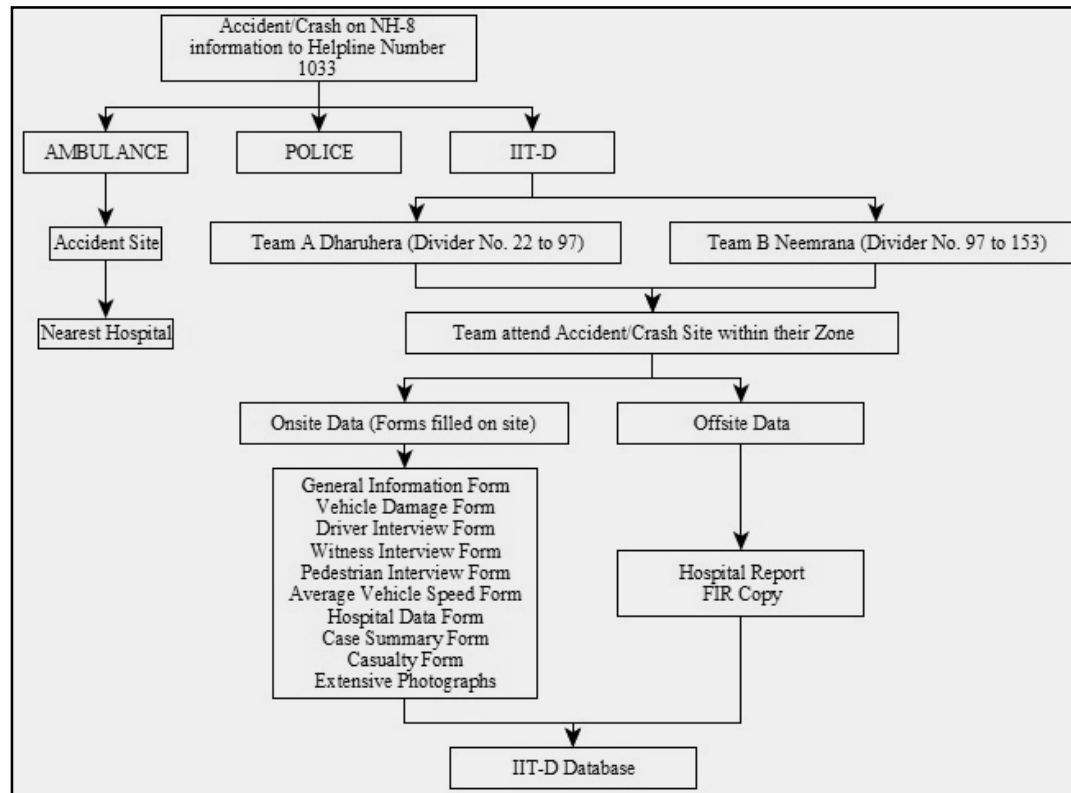 Accident/Crash on NH-8
information to Helpline Number
1033
AMBULANCE
POLICE
IIT-D
Accident Site
Team A Dharuhera (Divider No. 22 to 97)
Team B Neemrana (Divider No. 97 to 153)
Nearest Hospital
Team attend Accident/Crash Site within their Zone
Onsite Data (Forms filled on site)
Offsite Data
General Information Form
Vehicle Damage Form
Driver Interview Form
Witness Interview Form
Pedestrian Interview Form
Average Vehicle Speed Form
Hospital Data Form
Case Summary Form
Casualty Form
Extensive Photographs
Hospital Report
FIR Copy
IIT-D Database